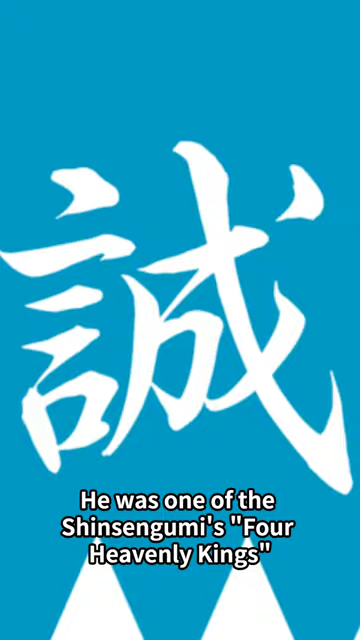 誠
He was one of the
Shinsengumi's "Four
Heavenly Kings"